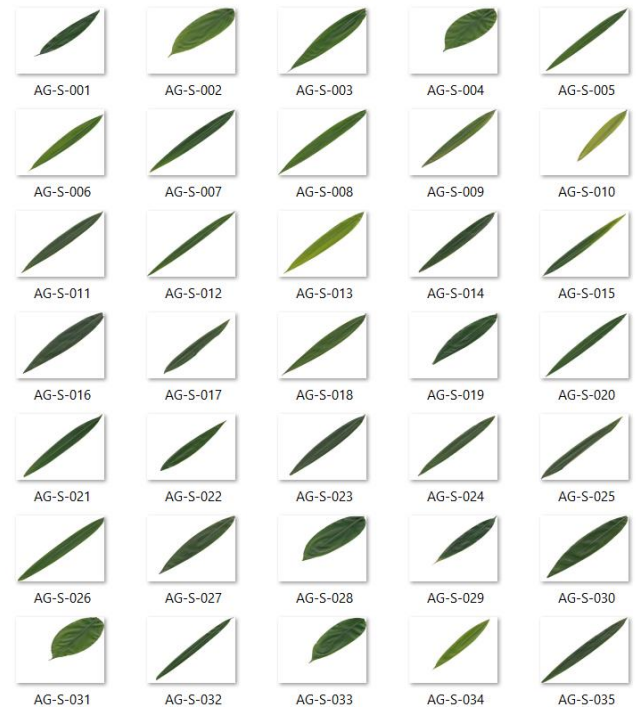 AG-S-001 AG-S-002 AG-S-003 AG-S-004 AG-S-005
AG-S-006 AG-S-007 AG-S-008 AG-S-009 AG-S-010
AG-S-011 AG-S-012 AG-S-013 AG-S-014 AG-S-015
AG-S-016 AG-S-017 AG-S-018 AG-S-019 AG-S-020
AG-S-021 AG-S-022 AG-S-023 AG-S-024 AG-S-025
AG-S-026 AG-S-027 AG-S-028 AG-S-029 AG-S-030
AG-S-031 AG-S-032 AG-S-033 AG-S-034 AG-S-035